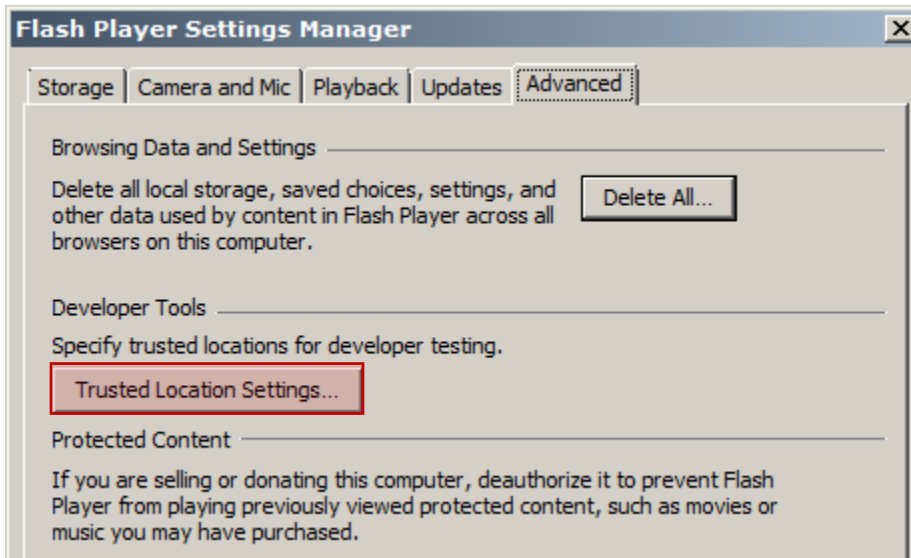 Flash Player Settings Manager
Storage Camera and Mic Playback Updates Advanced
Browsing Data and Settings
Delete all local storage, saved choices, settings, and
other data used by content in Flash Player across all
browsers on this computer.
Delete All...
Developer Tools
Specify trusted locations for developer testing.
Trusted Location Settings...
Protected Content
If you are selling or donating this computer, deauthorize it to prevent Flash
Player from playing previously viewed protected content, such as movies or
music you may have purchased.